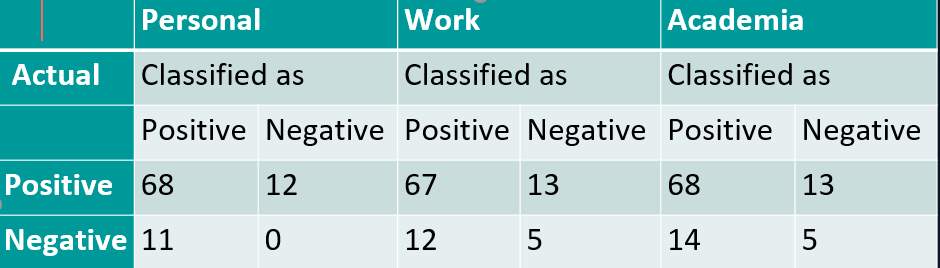 Personal Work Academia
Actual Classified as Classified as Classified as
Positive Negative Positive Negative Positive Negative
Positive 68 12 67 13 68 13
Negative 11 0 12 5 14 5